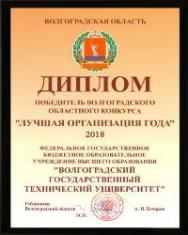 ВОЛГОГРАДСКАЯ ОБЛАСТЬ
ДИПЛОМ
ПОБЕДИТЕЛЬ ВОЛГОГРАДСКОГО
ОБЛАСТНОГО КОНКУРСА
"ЛУЧШАЯ ОРГАНИЗАЦИЯ ГОДА"
2018
ФЕДЕРАЛЬНОЕ ГОСУДАРСТВЕННОЕ
БЮДЖЕТНОЕ ОБРАЗОВАТЕЛЬНОЕ
УЧРЕЖДЕНИЕ ВЫСШЕГО ОБРАЗОВАНИЯ
"ВОЛГОГРАДСКИЙ
ГОСУДАРСТВЕННЫЙ
ТЕХНИЧЕСКИЙ УНИВЕРСИТЕТ"
Губернатор
Волгоградской области А. И. Бочаров
М.П.